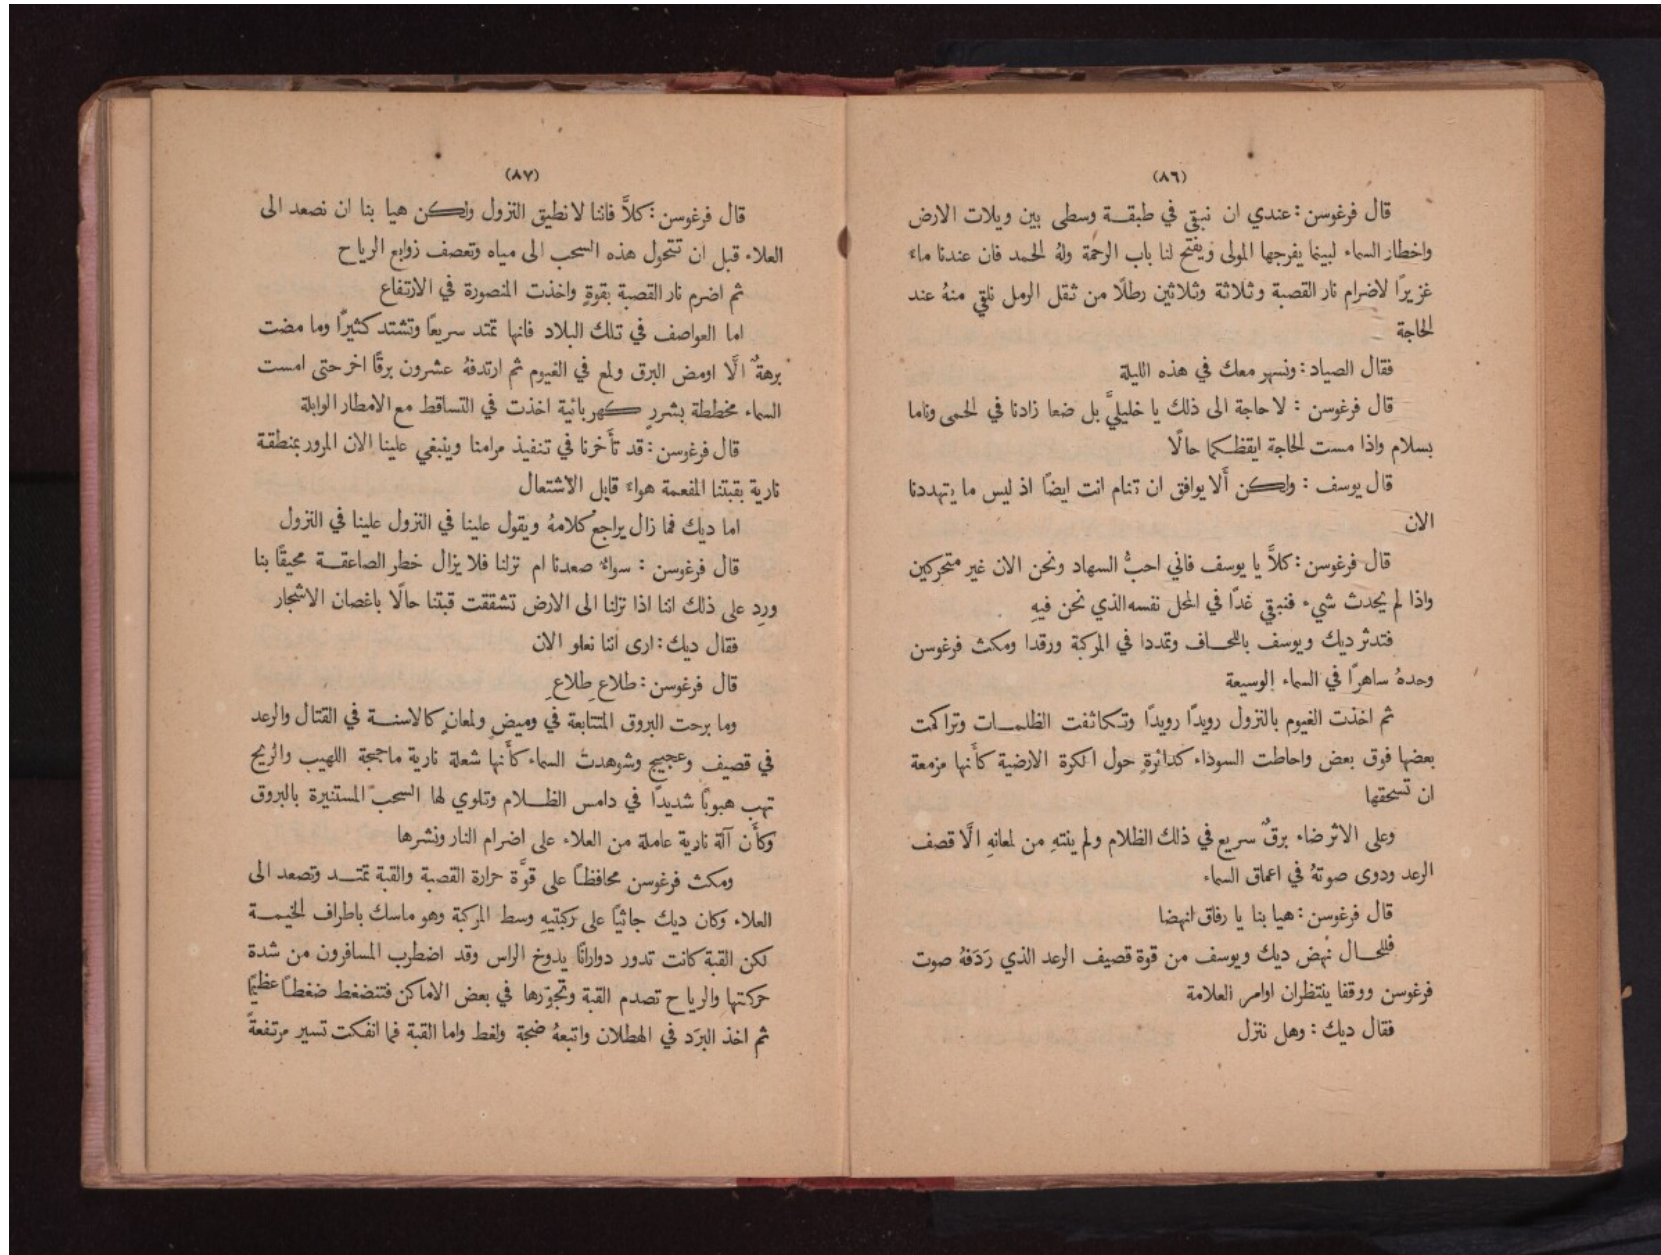 (٨٦)
قال فرغوسن : عندي ان نبقى في طبقة وسطى بين ويلات الارض
واخطار السماء لبينما يفرجها المولى ويفتح لنا باب الرحمة وله الحمد فان عندنا ماءً
غزيرًا لاضرام نار القصبة وثلاثة وثلاثين رطلًا من ثقل الرمل نلقي منهُ عند
الحاجة
فقال الصياد : ونسهر معك في هذه الليلة
قال فرغوسن : لا حاجة الى ذلك يا خليليَّ بل ضعا زادنا في الحمى وناما
بسلام واذا مست الحاجة ايقظكما حالًا
قال يوسف : ولكن أَلا يوافق ان تنام انت ايضًا اذ ليس ما يتهددنا
الان
قال فرغوسن : كلَّا يا يوسف فاني احبُّ السهاد ونحن الان غير متحركين
واذا لم يحدث شيء فنبقى غدًا في المحل نفسه الذي نحن فيهِ
فتدثر ديك ويوسف باللحاف وتمددا في المركبة ورقدا ومكث فرغوسن
وحدهُ ساهرًا في السماء الوسيعة
ثم اخذت الغيوم بالنزول رويدًا رويدًا وتكاثفت الظلمات وتراكمت
بعضها فوق بعض واحاطت السوداء كدائرةٍ حول الكرة الارضية كأَنها مزمعة
ان تسحقها
وعلى الاثر ضاء برقٌ سريع في ذلك الظلام ولم ينتهِ من لمعانهِ الَّا قصف
الرعد ودوى صوتهُ في اعماق السماء
قال فرغوسن : هيا بنا يا رفاق انهضا
فللحال نهض ديك ويوسف من قوة قصيف الرعد الذي رَدَفهُ صوت
فرغوسن ووقفا ينتظران اوامر العلامة
فقال ديك : وهل ننزل
(٨٧)
قال فرغوسن : كلَّا فاننا لا نطيق النزول ولكن هيا بنا ان نصعد الى
العلاء قبل ان تتحول هذه السحب الى مياه وتعصف زوابع الرياح
ثم اضرم نار القصبة بقوةٍ واخذت المنصورة في الارتفاع
اما العواصف في تلك البلاد فانها تمتد سريعًا وتشتد كثيرًا وما مضت
برهةٌ الَّا اومض البرق ولمع في الغيوم ثم ارتدفهُ عشرون برقًا اخر حتى امست
السماء مخططة بشررٍ كهربائية اخذت في التساقط مع الامطار الوابلة
قال فرغوسن : قد تأَخرنا في تنفيذ مرامنا وينبغي علينا الان المرور بمنطقة
نارية بقبتنا المفعمة هواءً قابل الاشتعال
اما ديك فما زال يراجع كلامهُ ويقول علينا في النزول علينا في النزول
قال فرغوسن : سواءٌ صعدنا ام نزلنا فلا يزال خطر الصاعقة محيقًا بنا
وردِ على ذلك اننا اذا نزلنا الى الارض تشققت قبتنا حالًا باغصان الاشجار
فقال ديك : ارى اننا نعلو الان
قال فرغوسن : طلاعِ طلاعِ
وما برحت البروق المتتابعة في وميضٍ ولمعانٍ كالاسنة في القتال والرعد
في قصيف وعجيجٍ وشوهدت السماء كأَنها شعلة نارية ماججة اللهيب والريح
تهب هبوبًا شديدًا في دامس الظلام وتلوي لها السحب المستنيرة بالبروق
وكأَن آلة نارية عاملة من العلاء على اضرام النار ونشرها
ومكث فرغوسن محافظًا على قوَّة حرارة القصبة والقبة تمتد وتصعد الى
العلاء وكان ديك جاثيًا على ركبتيهِ وسط المركبة وهو ماسك باطراف الخيمة
لكن القبة كانت تدور دوارانًا يدوخ الراس وقد اضطرب المسافرون من شدة
حركتها والرياح تصدم القبة وتجوّرها في بعض الاماكن فتنضغط ضغطًا عظيمًا
ثم اخذ البرَد في الهطلان واتبعهُ ضجة ولغط واما القبة فما انفكت تسير مرتفعةً